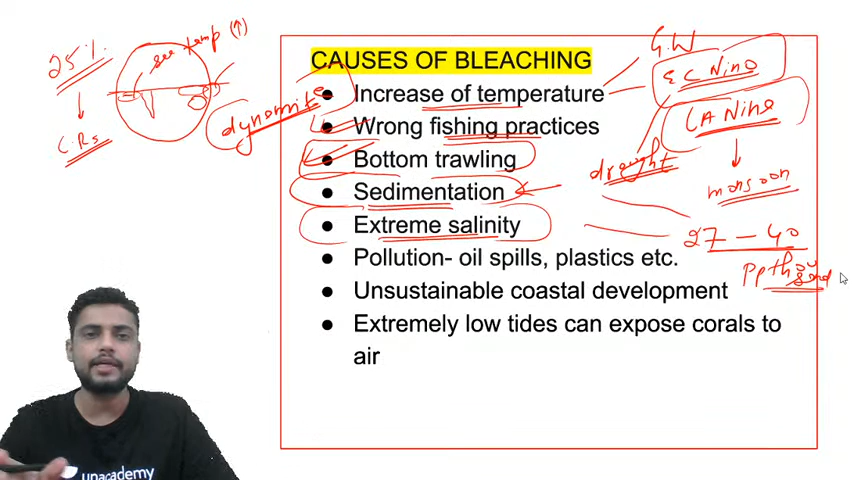 CAUSES OF BLEACHING
● Increase of temperature
● Wrong fishing practices
● Bottom trawling
● Sedimentation
● Extreme salinity
● Pollution- oil spills, plastics etc.
● Unsustainable coastal development
● Extremely low tides can expose corals to
air
25%
C.Rs
sea temp (↑)
dynomite
G.W
El Nino
LA Nino
drought
monsoon
27 - 40
unacademy